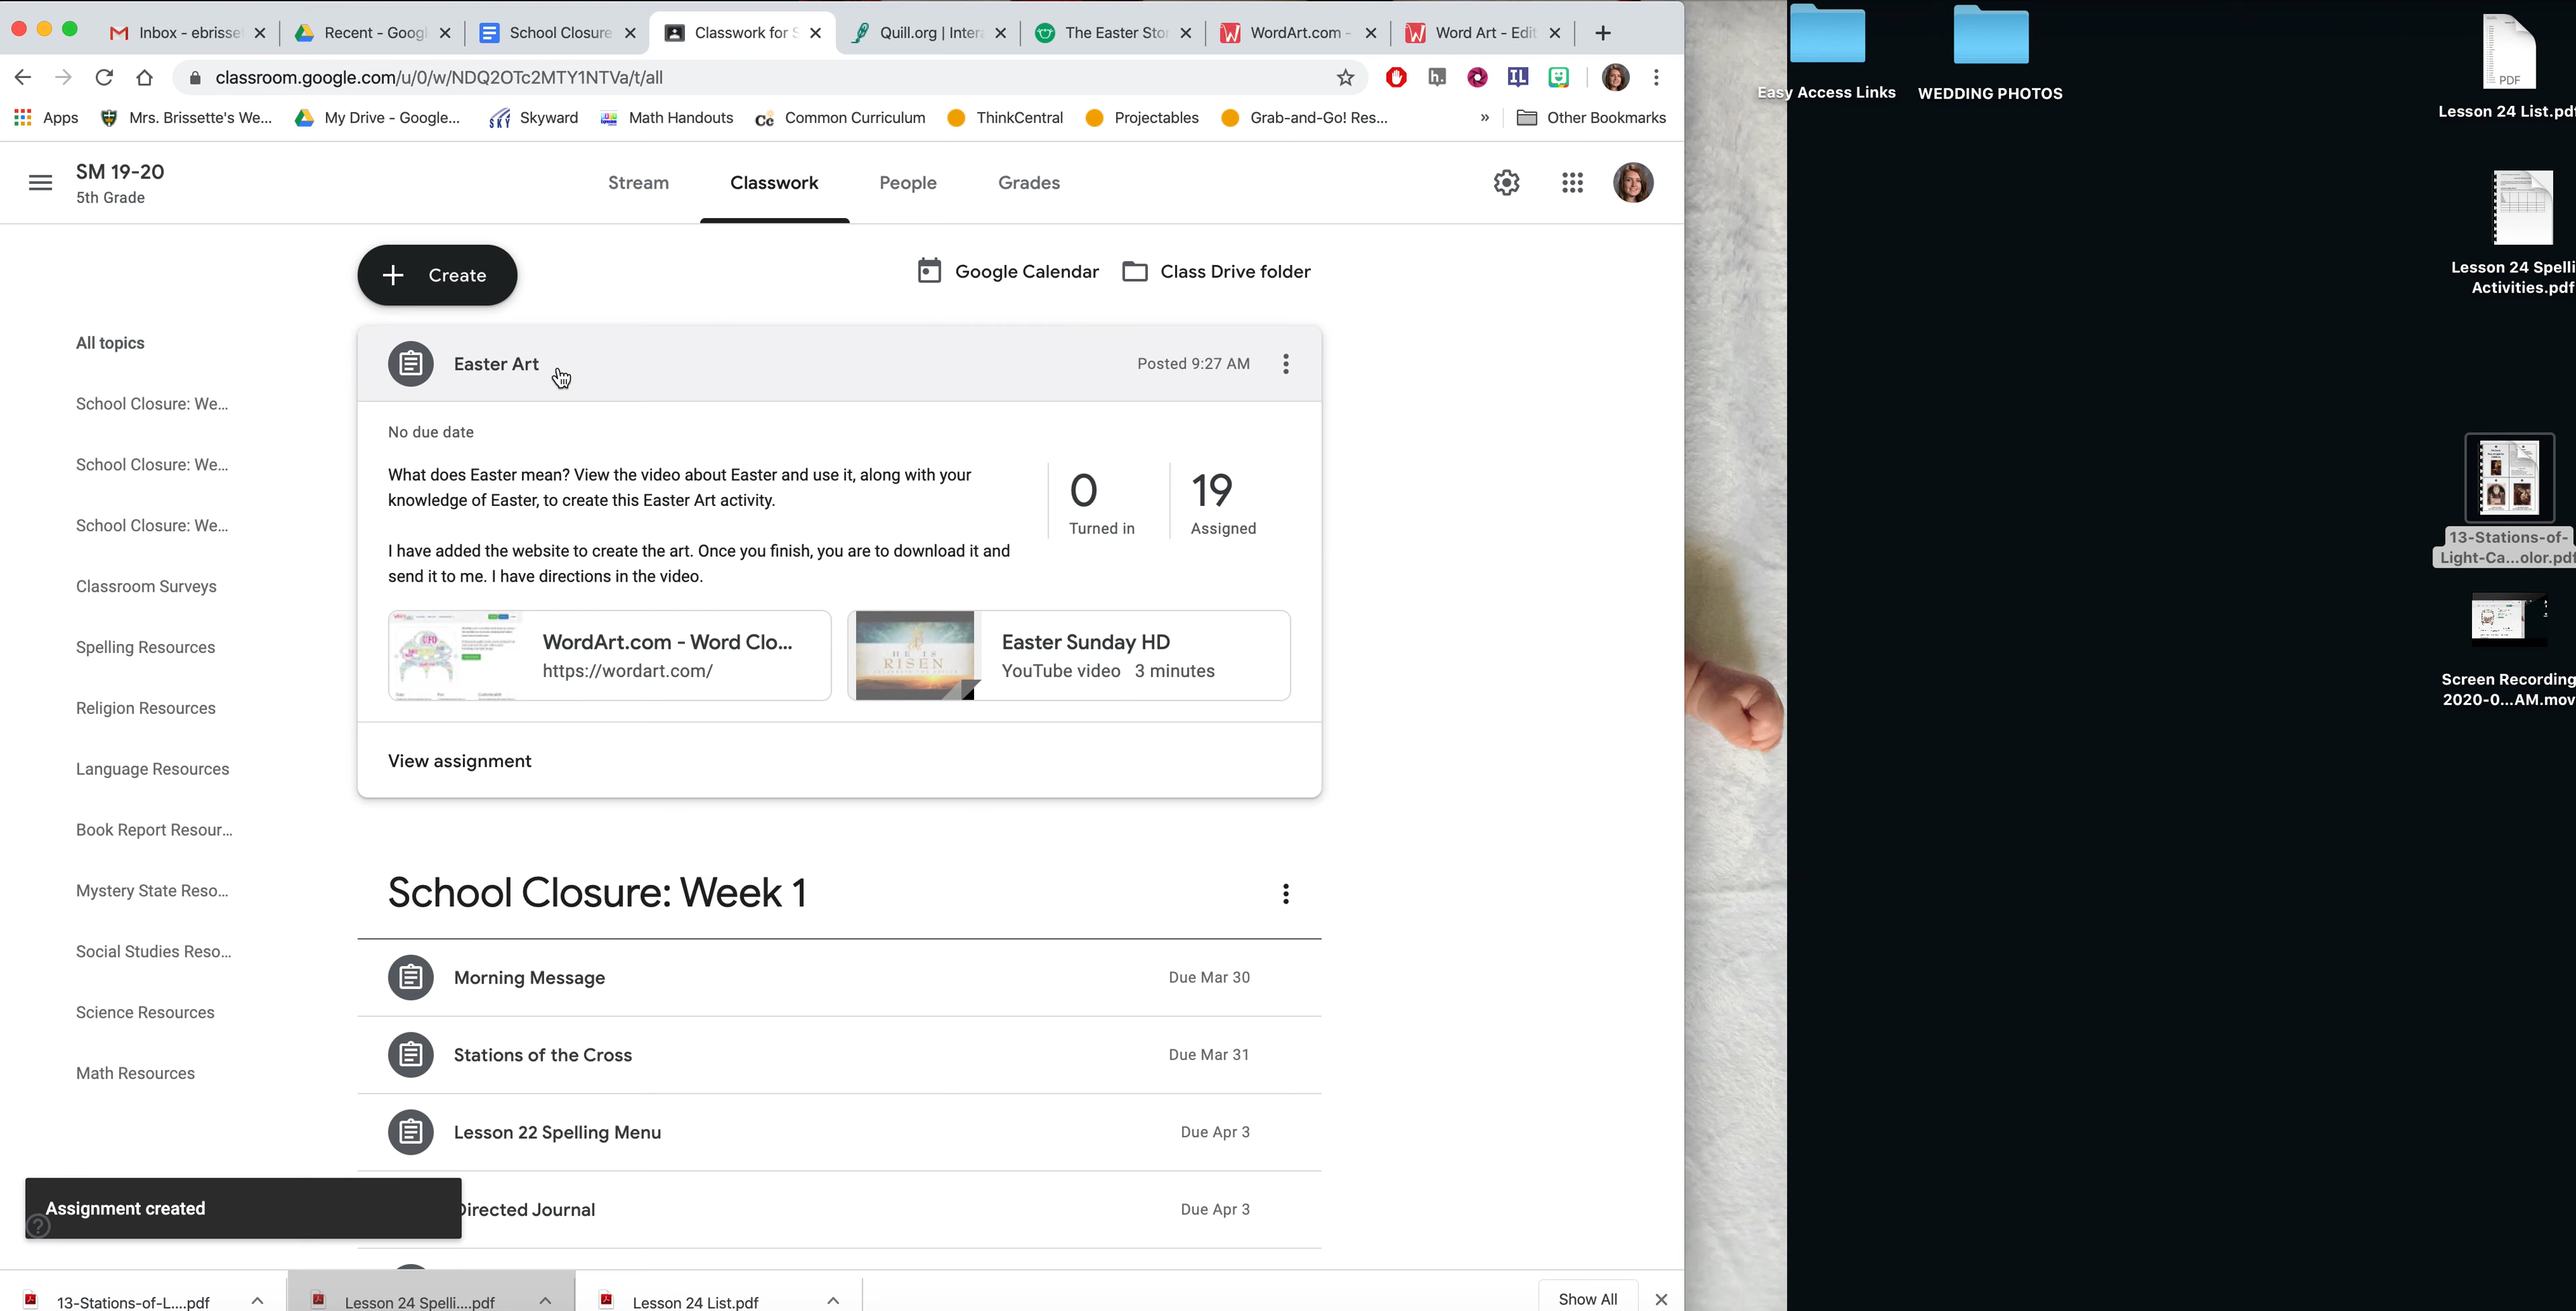 Inbox - ebrisse
Recent - Googl
School Closure
Classwork for S
Quill.org | Intera
The Easter Stor
WordArt.com -
Word Art - Edit
classroom.google.com/u/0/w/NDQ2OTc2MTY1NTVa/t/all
Apps
Mrs. Brissette's We...
My Drive - Google...
Skyward
Math Handouts
Common Curriculum
ThinkCentral
Projectables
Grab-and-Go! Res...
»
Other Bookmarks
SM 19-20
5th Grade
Stream
Classwork
People
Grades
Create
Google Calendar
Class Drive folder
All topics
School Closure: We...
School Closure: We...
School Closure: We...
Classroom Surveys
Spelling Resources
Religion Resources
Language Resources
Book Report Resour...
Mystery State Reso...
Social Studies Reso...
Science Resources
Math Resources
Easter Art
Posted 9:27 AM
No due date
What does Easter mean? View the video about Easter and use it, along with your
knowledge of Easter, to create this Easter Art activity.
I have added the website to create the art. Once you finish, you are to download it and
send it to me. I have directions in the video.
0
Turned in
19
Assigned
WordArt.com - Word Clo...
https://wordart.com/
HE IS
RISEN
Easter Sunday HD
YouTube video 3 minutes
View assignment
School Closure: Week 1
Morning Message
Due Mar 30
Stations of the Cross
Due Mar 31
Lesson 22 Spelling Menu
Due Apr 3
Directed Journal
Due Apr 3
Assignment created
13-Stations-of-L....pdf
Lesson 24 Spelli....pdf
Lesson 24 List.pdf
Show All
Easy Access Links
WEDDING PHOTOS
PDF
Lesson 24 List.pdf
Lesson 24 Spelli
Activities.pdf
13-Stations-of-
Light-Ca...olor.pdf
Screen Recording
2020-0...AM.mov